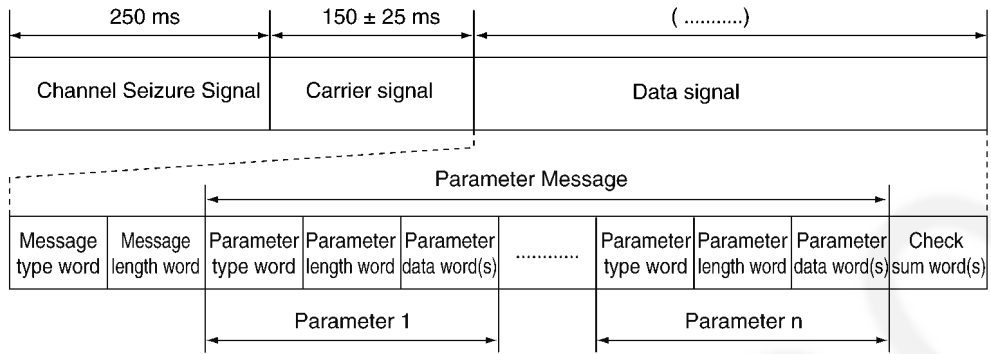 250 ms 150 ± 25 ms ( ...........)
Channel Seizure Signal Carrier signal Data signal
Parameter Message
Message Message Parameter Parameter Parameter Parameter Parameter Parameter Check
type word length word type word length word data word(s) ............ type word length word data word(s) sum word(s)
Parameter 1 Parameter n